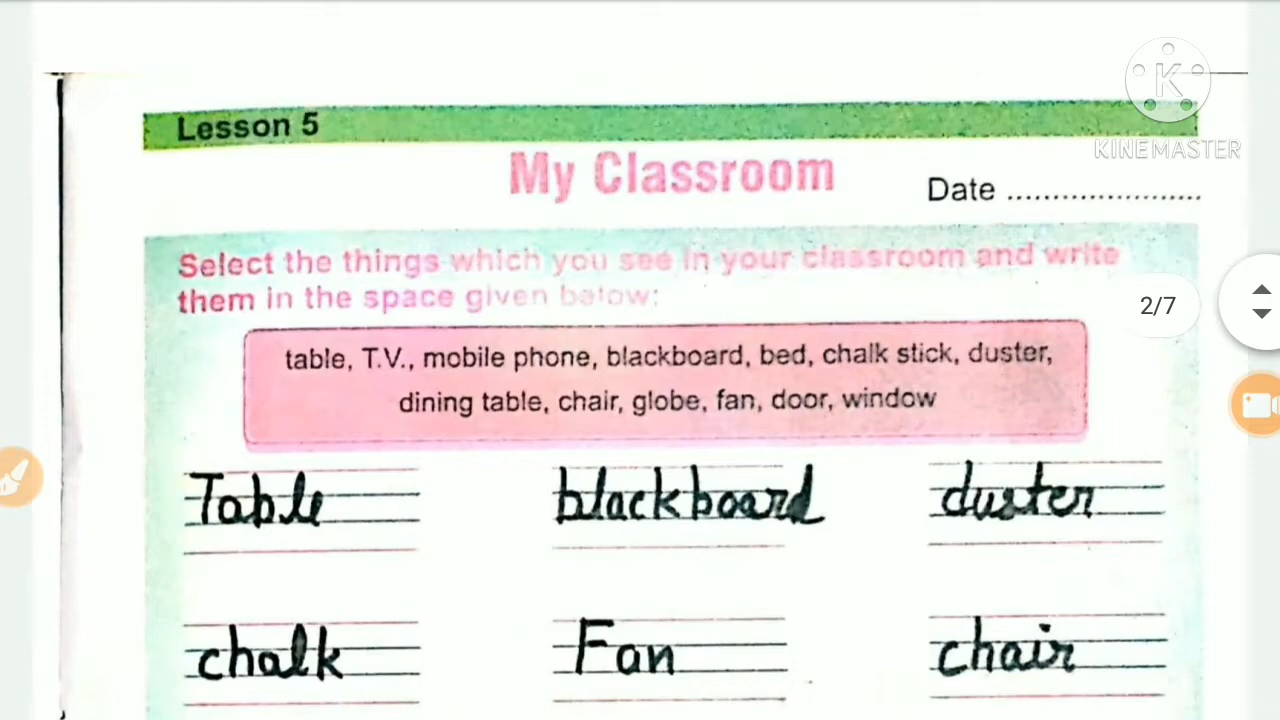 Lesson 5
KINEMASTER
My Classroom
Date ......................
Select the things which you see in your classroom and write
them in the space given below:
2/7
table, T.V., mobile phone, blackboard, bed, chalk stick, duster,
dining table, chair, globe, fan, door, window
Table blackboard duster
chalk Fan chair